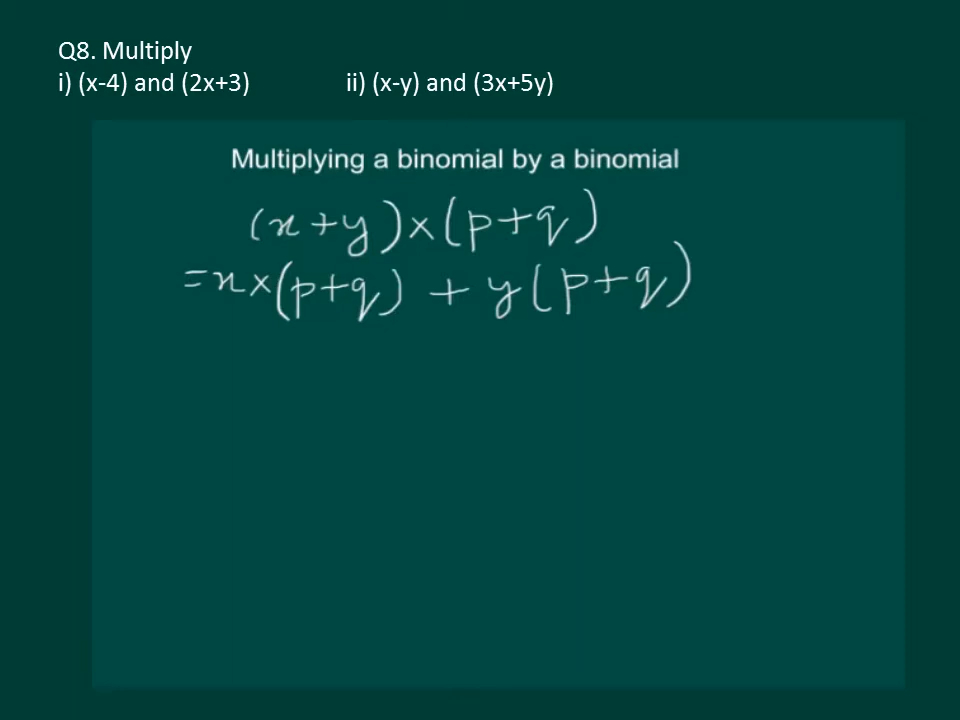 Q8. Multiply
i) (x-4) and (2x+3) ii) (x-y) and (3x+5y)
Multiplying a binomial by a binomial
(x+y)×(p+q)
=x×(p+q) + y(p+q)